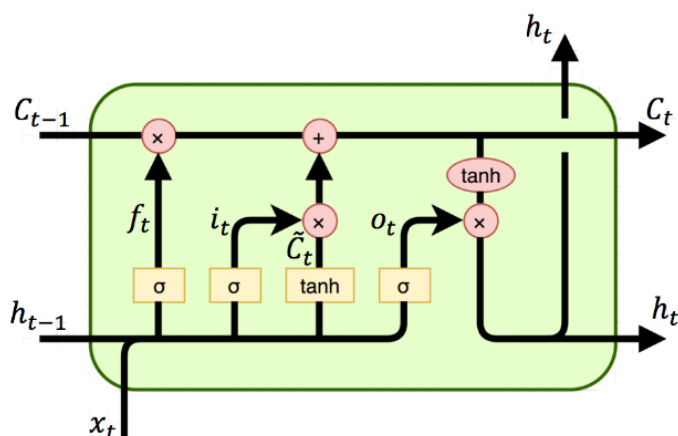 h_t
C_{t-1}
×
+
C_t
tanh
f_t
i_t
×
o_t
×
C̃_t
σ
σ
tanh
σ
h_{t-1}
h_t
x_t